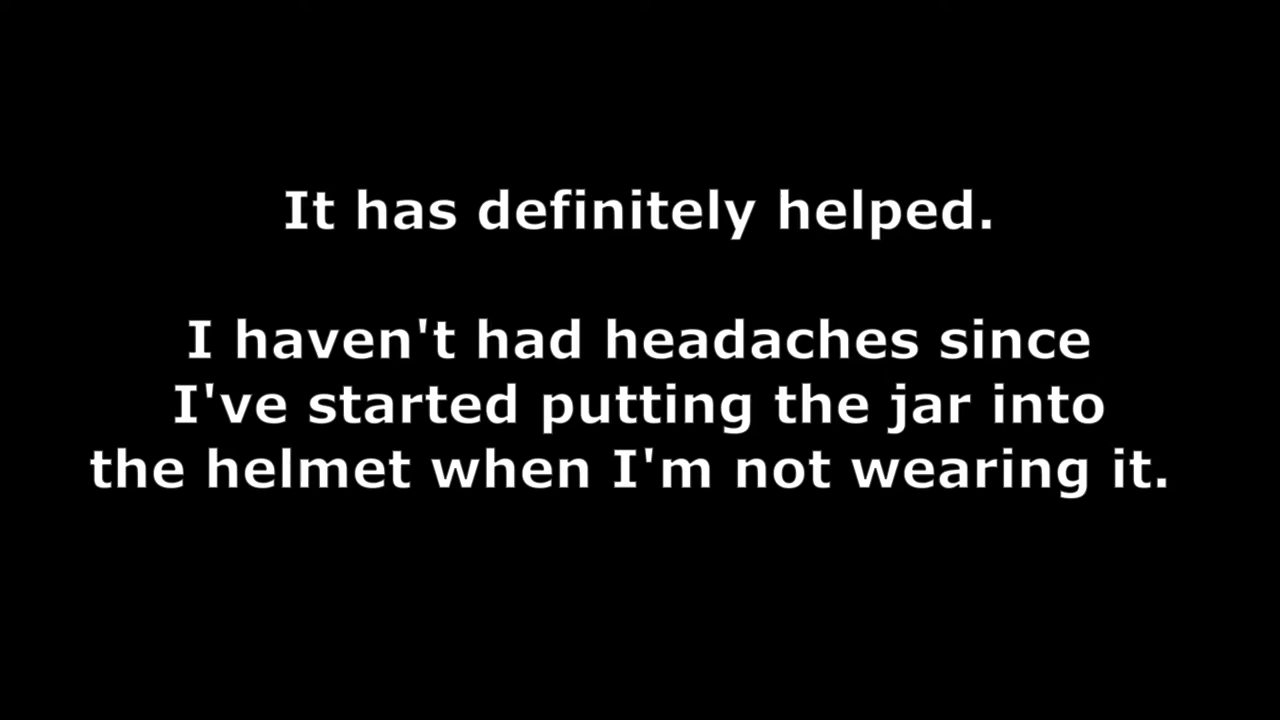 It has definitely helped.
I haven't had headaches since
I've started putting the jar into
the helmet when I'm not wearing it.